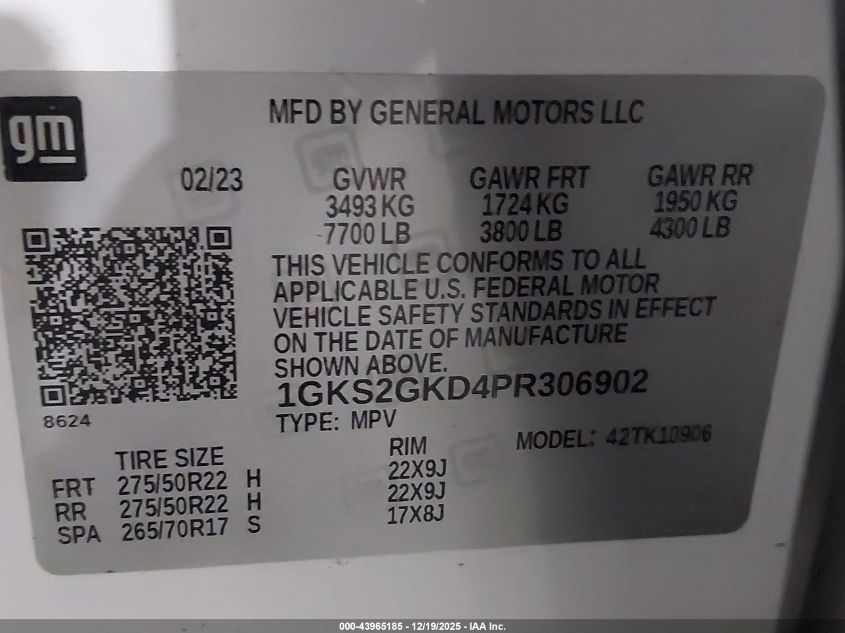 gm
MFD BY GENERAL MOTORS LLC
02/23 GVWR GAWR FRT GAWR RR
3493 KG 1724 KG 1950 KG
7700 LB 3800 LB 4300 LB
THIS VEHICLE CONFORMS TO ALL
APPLICABLE U.S. FEDERAL MOTOR
VEHICLE SAFETY STANDARDS IN EFFECT
ON THE DATE OF MANUFACTURE
SHOWN ABOVE.
1GKS2GKD4PR306902
8624
TYPE: MPV
MODEL: 42TK10906
TIRE SIZE RIM
FRT 275/50R22 H 22X9J
RR 275/50R22 H 22X9J
SPA 265/70R17 S 17X8J
000-43965185 - 12/19/2025 - IAA Inc.